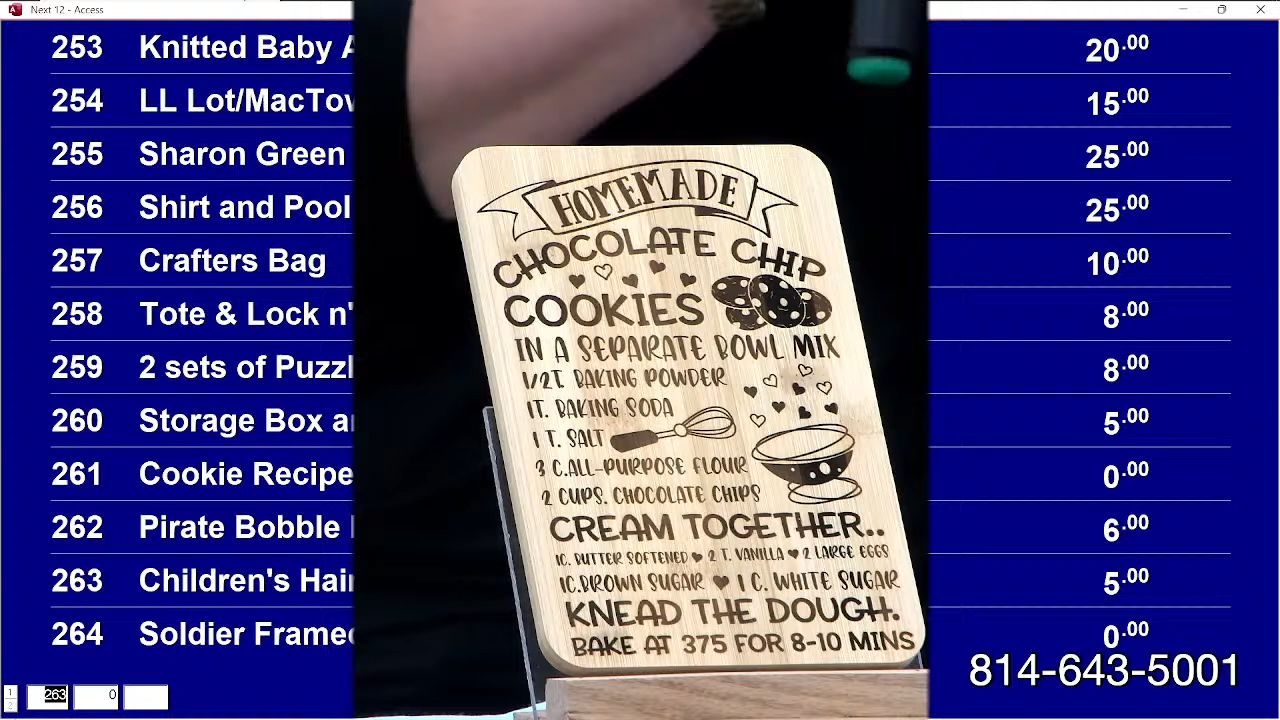 Next 12 - Access
253 Knitted Baby A 20.00
254 LL Lot/MacTov 15.00
255 Sharon Green 25.00
256 Shirt and Pool 25.00
257 Crafters Bag 10.00
258 Tote & Lock n' 8.00
259 2 sets of Puzzl 8.00
260 Storage Box a 5.00
261 Cookie Recipe 0.00
262 Pirate Bobble 6.00
263 Children's Hai 5.00
264 Soldier Frame 0.00
814-643-5001
1
2
263 0
HOMEMADE
CHOCOLATE CHIP
COOKIES
IN A SEPARATE BOWL MIX
1/2T. BAKING POWDER
1T. BAKING SODA
1 T. SALT
3 C.ALL-PURPOSE FLOUR
2 CUPS. CHOCOLATE CHIPS
CREAM TOGETHER..
1C. BUTTER SOFTENED ♥ 2 T. VANILLA ♥ 2 LARGE EGGS
1C.BROWN SUGAR ♥ 1 C. WHITE SUGAR
KNEAD THE DOUGH.
BAKE AT 375 FOR 8-10 MINS